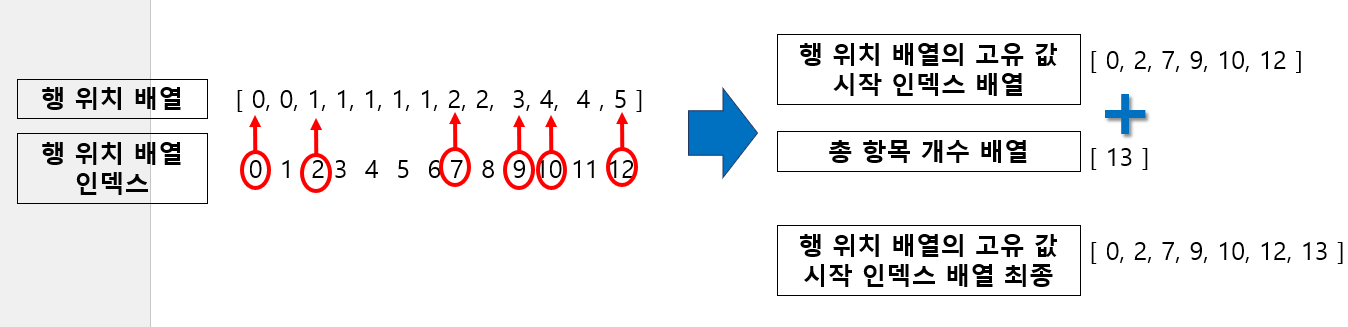 행 위치 배열
[ 0, 0, 1, 1, 1, 1, 1, 2, 2, 3, 4, 4 , 5 ]
행 위치 배열
인덱스
0 1 2 3 4 5 6 7 8 9 10 11 12
행 위치 배열의 고유 값
시작 인덱스 배열
[ 0, 2, 7, 9, 10, 12 ]
총 항목 개수 배열
[ 13 ]
행 위치 배열의 고유 값
시작 인덱스 배열 최종
[ 0, 2, 7, 9, 10, 12, 13 ]